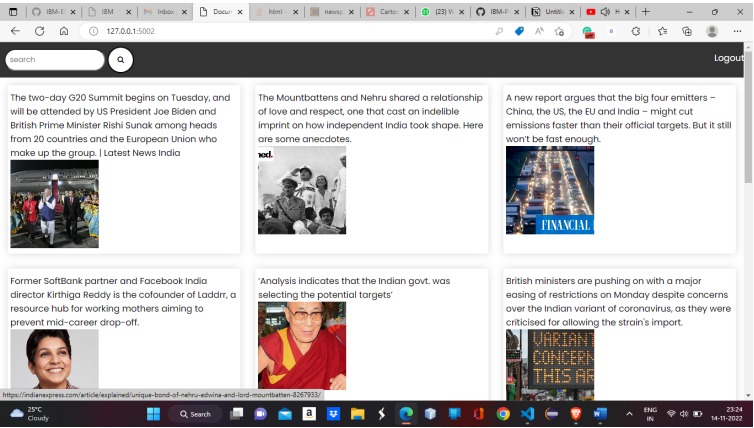 IBM-E
IBM
Inbox
Docum
html
newsp
Carto
(23) W
IBM-P
Untitle
H
127.0.0.1:5002
search
Logout
The two-day G20 Summit begins on Tuesday, and
will be attended by US President Joe Biden and
British Prime Minister Rishi Sunak among heads
from 20 countries and the European Union who
make up the group. | Latest News India
The Mountbattens and Nehru shared a relationship
of love and respect, one that cast an indelible
imprint on how independent India took shape. Here
are some anecdotes.
ned.
A new report argues that the big four emitters –
China, the US, the EU and India – might cut
emissions faster than their official targets. But it still
won't be fast enough.
FINANCIAL
Former SoftBank partner and Facebook India
director Kirthiga Reddy is the cofounder of Laddrr, a
resource hub for working mothers aiming to
prevent mid-career drop-off.
'Analysis indicates that the Indian govt. was
selecting the potential targets'
British ministers are pushing on with a major
easing of restrictions on Monday despite concerns
over the Indian variant of coronavirus, as they were
criticised for allowing the strain's import.
VARIANT
CONCERN
THIS AR
https://indianexpress.com/article/explained/unique-bond-of-nehru-edwina-and-lord-mountbatten-8267933/
25°C
Cloudy
Search
ENG
IN
23:24
14-11-2022